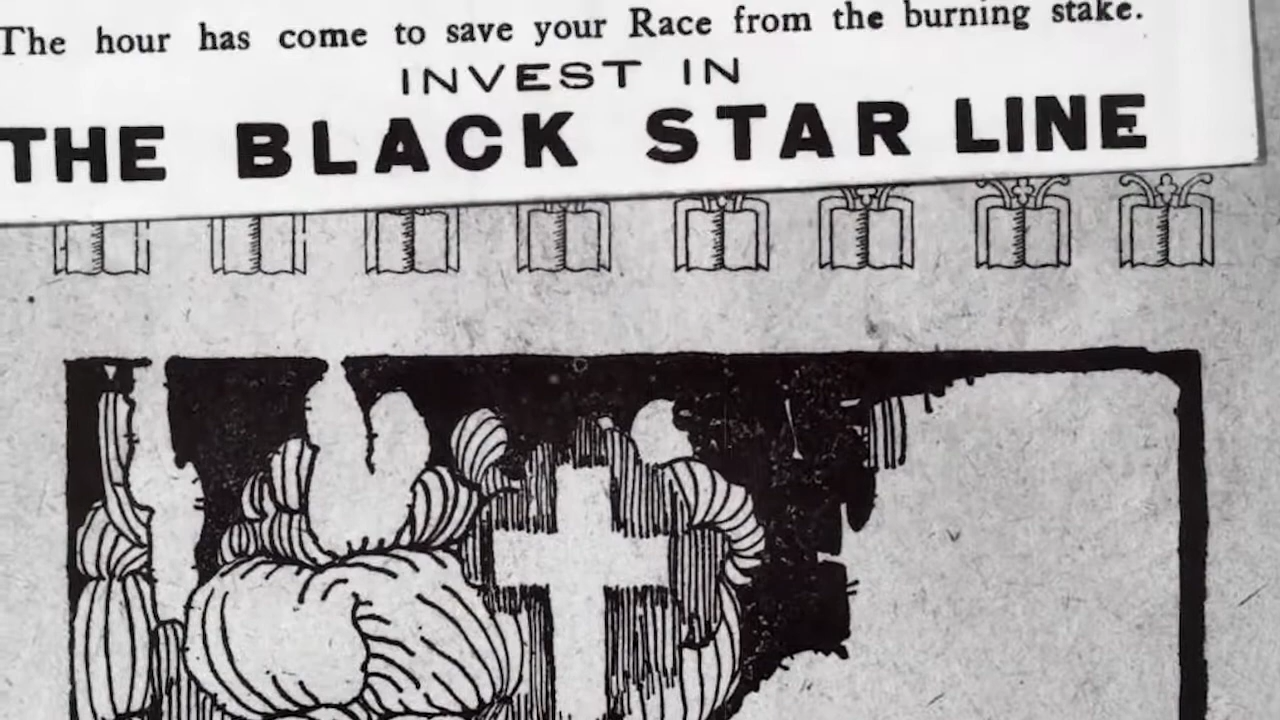 The hour has come to save your Race from the burning stake.
INVEST IN
THE BLACK STAR LINE